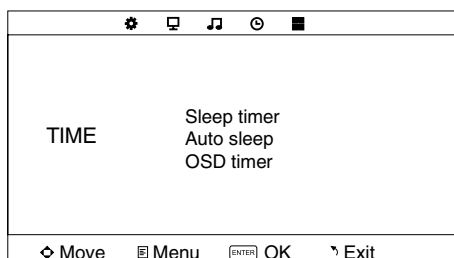 Sleep timer
TIME
Auto sleep
OSD timer
Move Menu ENTER OK Exit